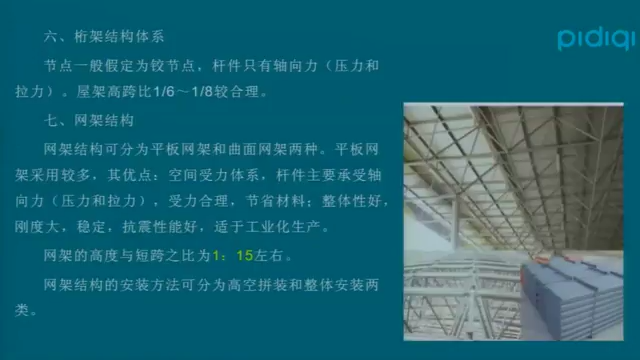 六、桁架结构体系
pidiqi
节点一般假定为铰节点，杆件只有轴向力（压力和
拉力）。屋架高跨比1/6～1/8较合理。
七、网架结构
网架结构可分为平板网架和曲面网架两种。平板网
架采用较多，其优点：空间受力体系，杆件主要承受轴
向力（压力和拉力），受力合理，节省材料；整体性好，
刚度大，稳定，抗震性能好，适于工业化生产。
网架的高度与短跨之比为1：15左右。
网架结构的安装方法可分为高空拼装和整体安装两
类。